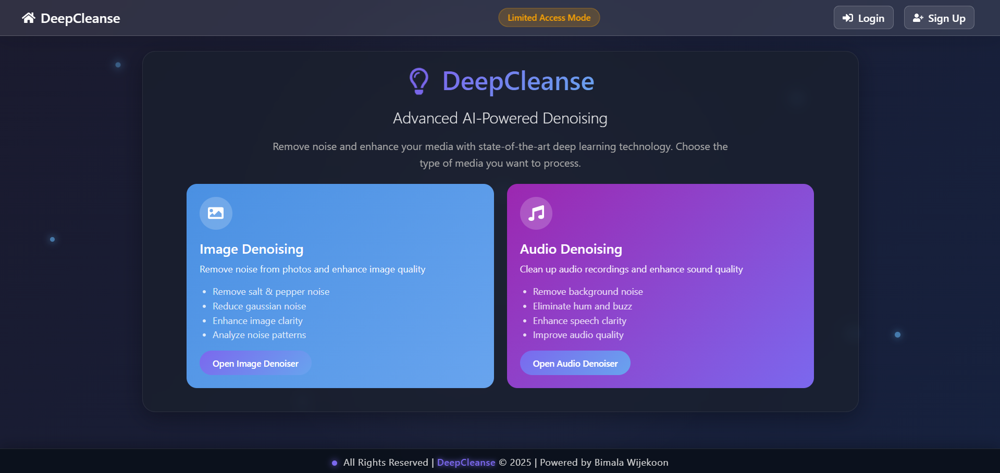 DeepCleanse
Limited Access Mode
Login
Sign Up
DeepCleanse
Advanced AI-Powered Denoising
Remove noise and enhance your media with state-of-the-art deep learning technology. Choose the
type of media you want to process.
Image Denoising
Remove noise from photos and enhance image quality
• Remove salt & pepper noise
• Reduce gaussian noise
• Enhance image clarity
• Analyze noise patterns
Open Image Denoiser
Audio Denoising
Clean up audio recordings and enhance sound quality
• Remove background noise
• Eliminate hum and buzz
• Enhance speech clarity
• Improve audio quality
Open Audio Denoiser
All Rights Reserved | DeepCleanse © 2025 | Powered by Bimala Wijekoon